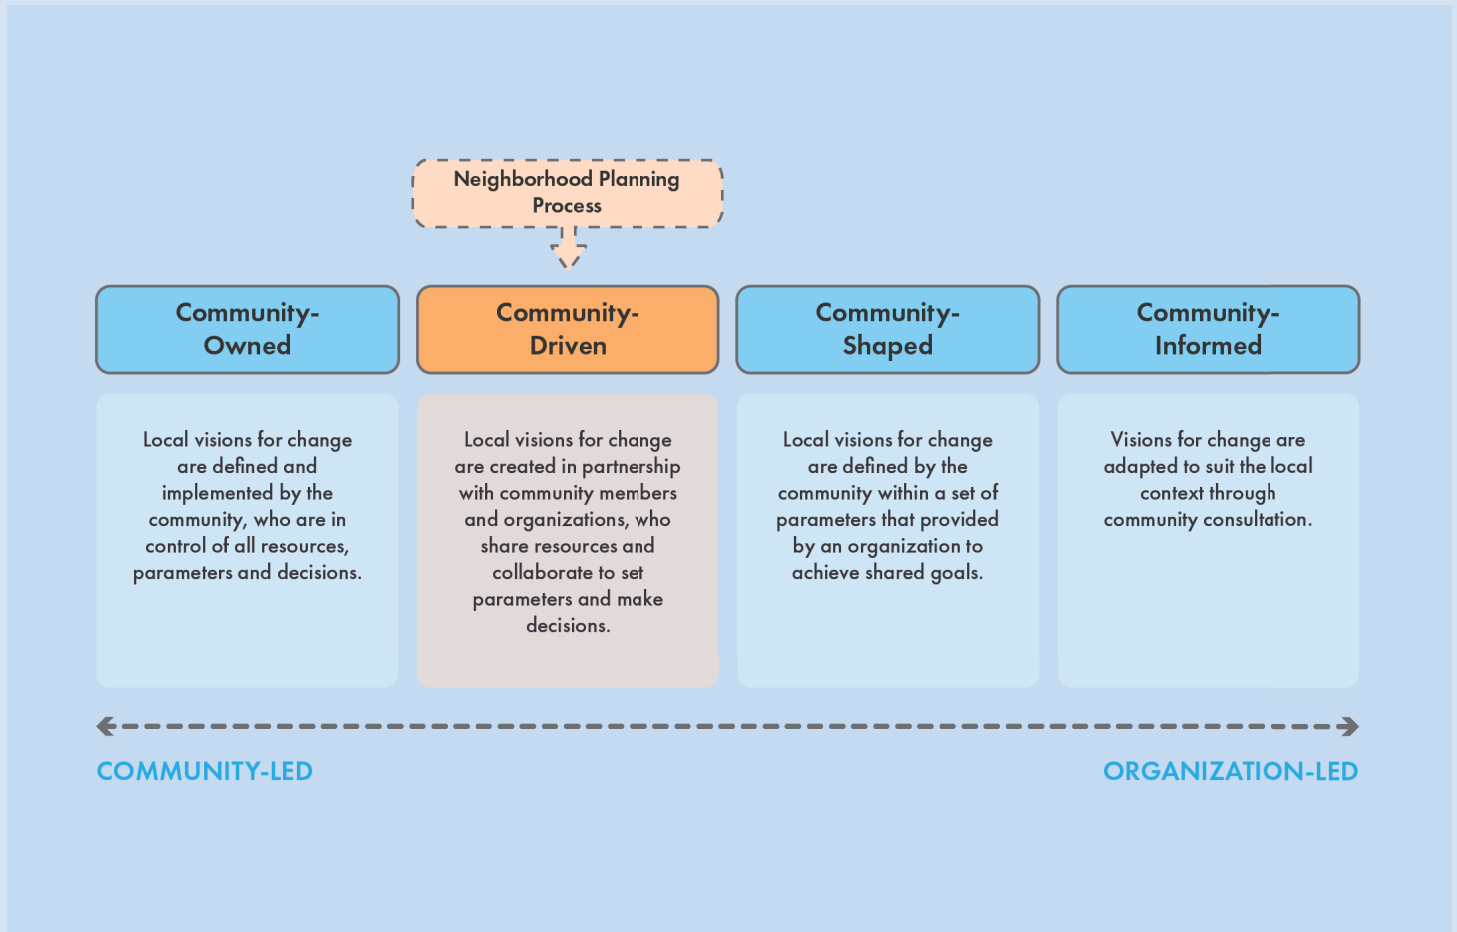 Neighborhood Planning
Process
Community-
Owned
Community-
Driven
Community-
Shaped
Community-
Informed
Local visions for change
are defined and
implemented by the
community, who are in
control of all resources,
parameters and decisions.
Local visions for change
are created in partnership
with community members
and organizations, who
share resources and
collaborate to set
parameters and make
decisions.
Local visions for change
are defined by the
community within a set of
parameters that provided
by an organization to
achieve shared goals.
Visions for change are
adapted to suit the local
context through
community consultation.
COMMUNITY-LED
ORGANIZATION-LED